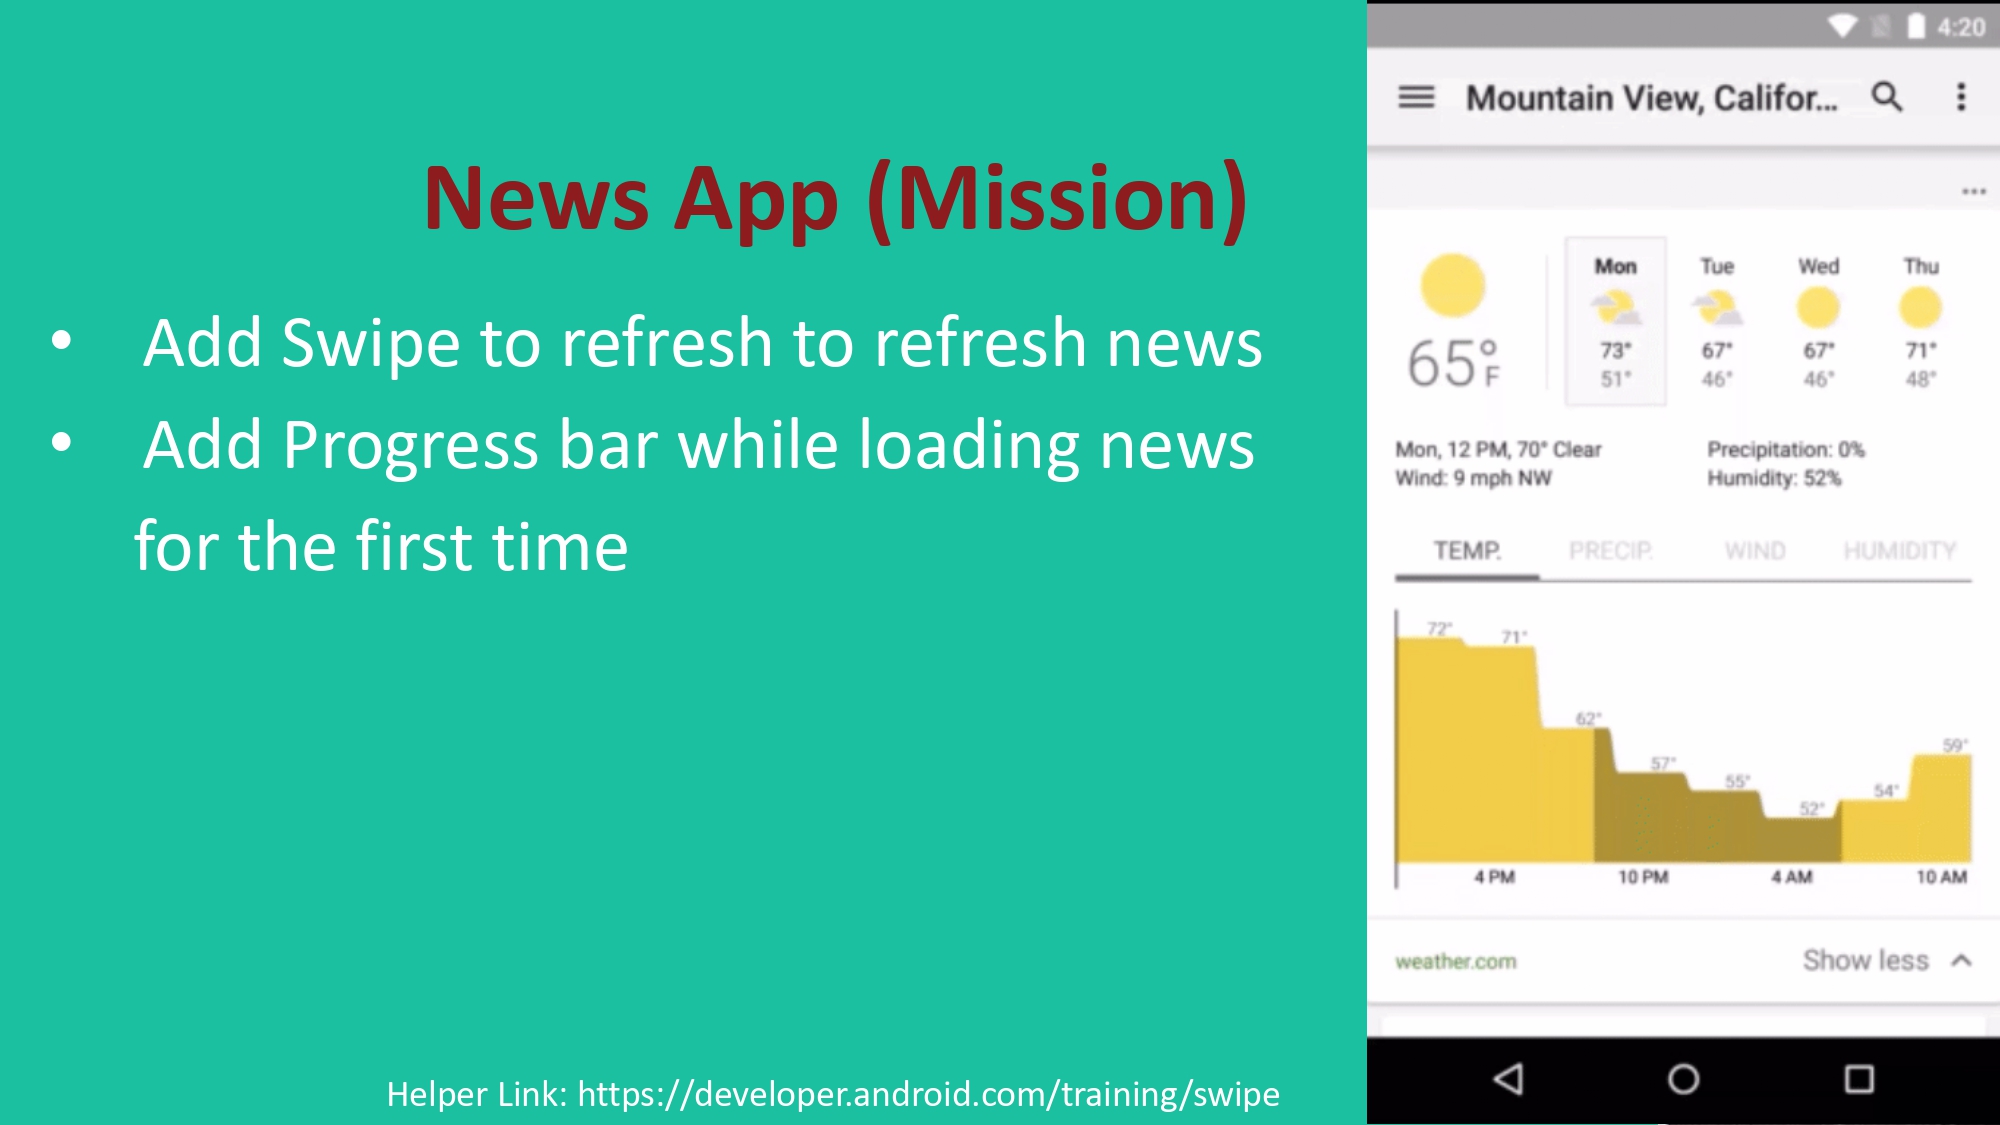 News App (Mission)
• Add Swipe to refresh to refresh news
• Add Progress bar while loading news
for the first time
Helper Link: https://developer.android.com/training/swipe
4:20
Mountain View, Califor...
Mon Tue Wed Thu
65°F
73° 67° 67° 71°
51° 46° 46° 48°
Mon, 12 PM, 70° Clear Precipitation: 0%
Wind: 9 mph NW Humidity: 52%
TEMP. PRECIP. WIND HUMIDITY
72° 71° 62° 57° 55° 52° 54° 59°
4 PM 10 PM 4 AM 10 AM
weather.com Show less